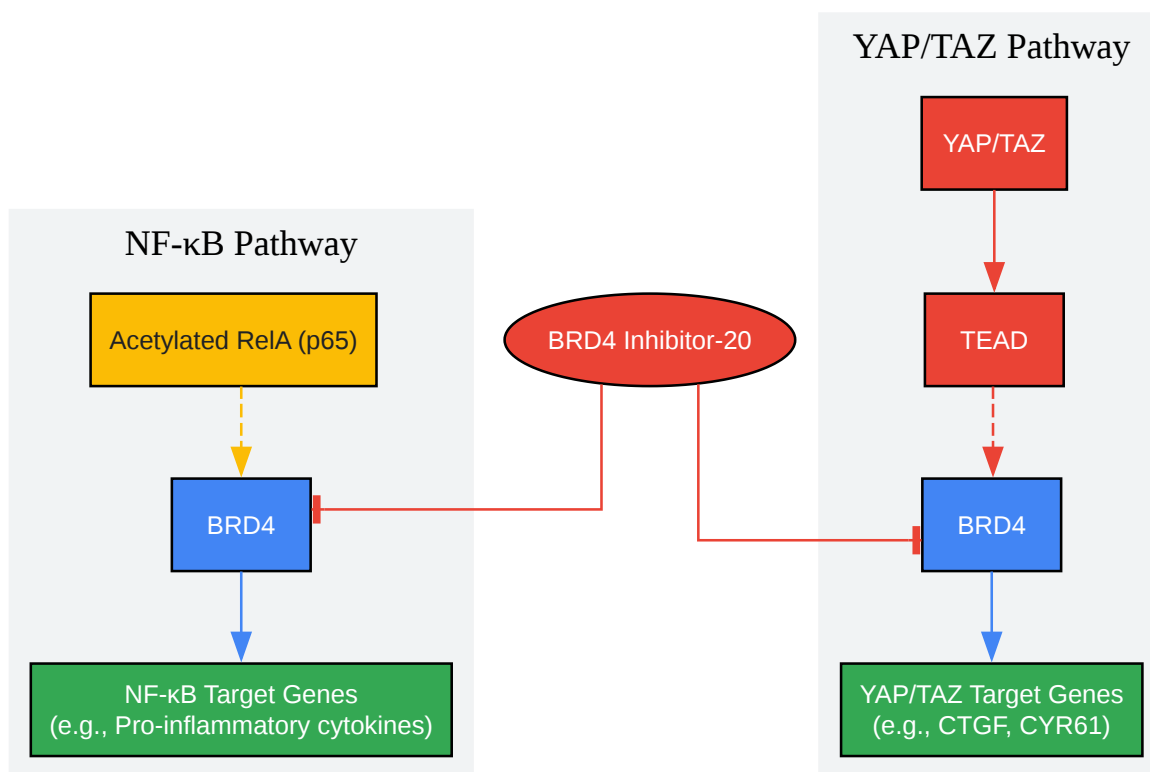 NF-κB Pathway
Acetylated RelA (p65)
BRD4
NF-κB Target Genes
(e.g., Pro-inflammatory cytokines)
BRD4 Inhibitor-20
YAP/TAZ Pathway
YAP/TAZ
TEAD
BRD4
YAP/TAZ Target Genes
(e.g., CTGF, CYR61)